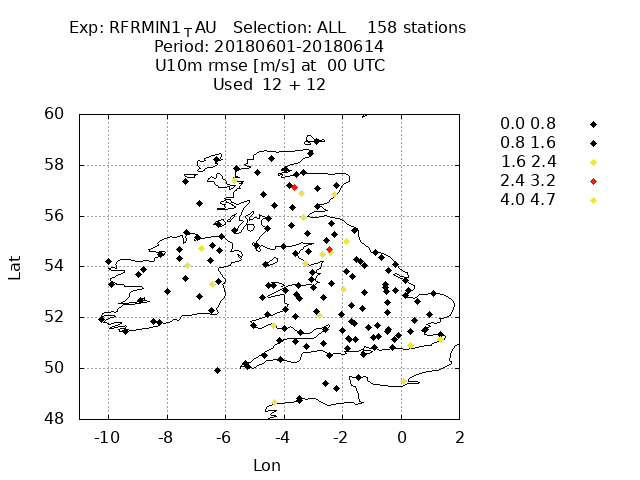 Exp: RFRMIN1_TAU   Selection: ALL    158 stations
Period: 20180601-20180614
U10m rmse [m/s] at  00 UTC
Used  12 + 12
60
58
56
54
52
50
48
Lat
-10 -8 -6 -4 -2 0 2
Lon
0.0 0.8
0.8 1.6
1.6 2.4
2.4 3.2
4.0 4.7